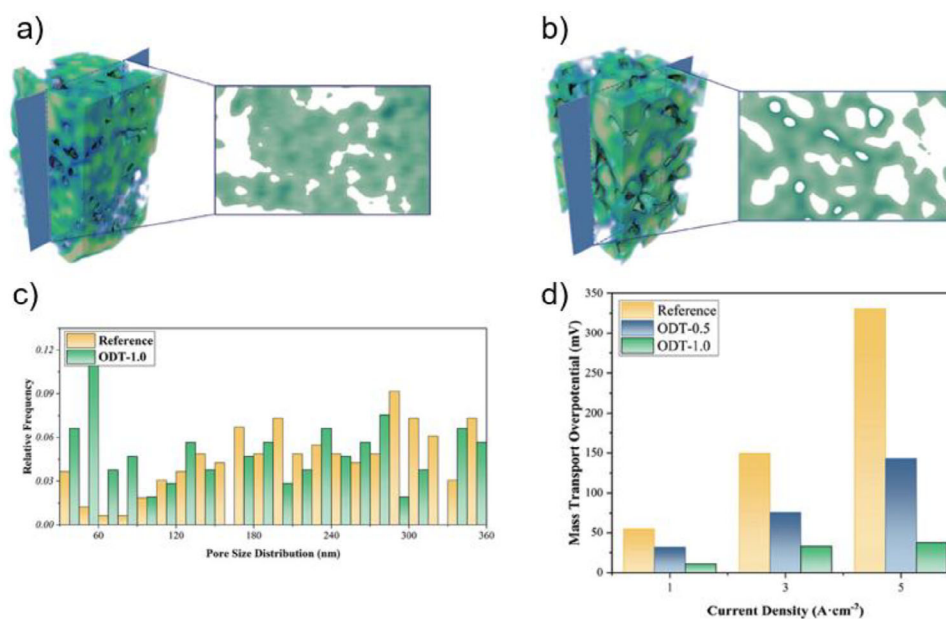 a)
b)
c)
Reference
ODT-1.0
0.12
0.09
0.06
0.03
0.00
Relative Frequency
60
120
180
240
300
360
Pore Size Distribution (nm)
d)
Reference
ODT-0.5
ODT-1.0
350
300
250
200
150
100
50
0
Mass Transport Overpotential (mV)
1
3
5
Current Density (A·cm⁻²)